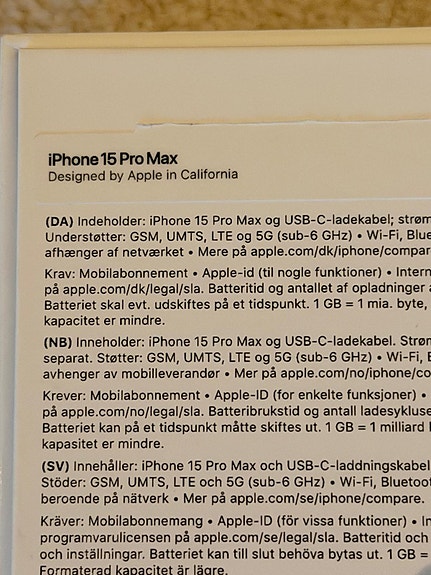 iPhone 15 Pro Max
Designed by Apple in California
(DA) Indeholder: iPhone 15 Pro Max og USB-C-ladekabel; strøm
Understøtter: GSM, UMTS, LTE og 5G (sub-6 GHz) • Wi-Fi, Blue
afhænger af netværket • Mere på apple.com/dk/iphone/compar
Krav: Mobilabonnement • Apple-id (til nogle funktioner) • Intern
på apple.com/dk/legal/sla. Batteritid og antallet af opladninger
Batteriet skal evt. udskiftes på et tidspunkt. 1 GB = 1 mia. byte,
kapacitet er mindre.
(NB) Inneholder: iPhone 15 Pro Max og USB-C-ladekabel. Strøm
separat. Støtter: GSM, UMTS, LTE og 5G (sub-6 GHz) • Wi-Fi, B
avhenger av mobilleverandør • Mer på apple.com/no/iphone/co
Krever: Mobilabonnement • Apple-ID (for enkelte funksjoner) •
på apple.com/no/legal/sla. Batteribrukstid og antall ladesykluse
Batteriet kan på et tidspunkt måtte skiftes ut. 1 GB = 1 milliard
kapasitet er mindre.
(SV) Innehåller: iPhone 15 Pro Max och USB-C-laddningskabel
Stöder: GSM, UMTS, LTE och 5G (sub-6 GHz) • Wi-Fi, Bluetoo
beroende på nätverk • Mer på apple.com/se/iphone/compare.
Kräver: Mobilabonnemang • Apple-ID (för vissa funktioner) • In
programvarulicensen på apple.com/se/legal/sla. Batteritid och
och inställningar. Batteriet kan till slut behöva bytas ut. 1 GB =
Formaterad kapacitet är lägre.